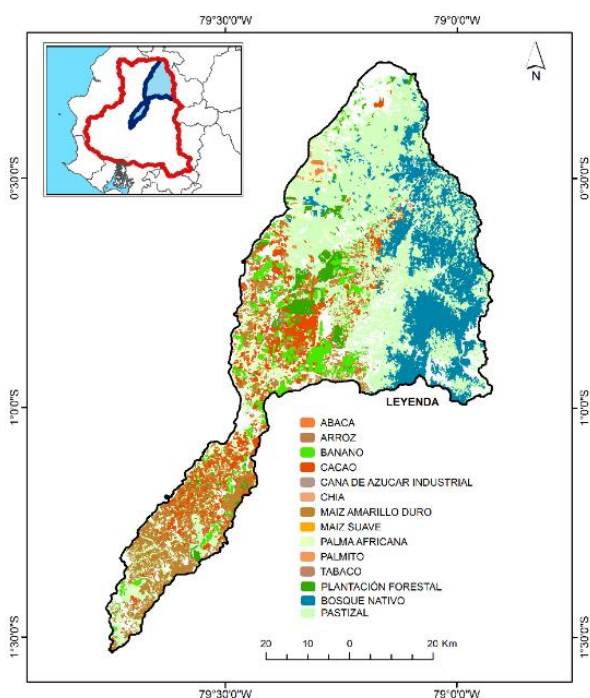 79°30'0"W 79°0'0"W
N
0°30'0"S 0°30'0"S
1°0'0"S 1°0'0"S
LEYENDA
ABACA
ARROZ
BANANO
CACAO
CANA DE AZUCAR INDUSTRIAL
CHIA
MAIZ AMARILLO DURO
MAIZ SUAVE
PALMA AFRICANA
PALMITO
TABACO
PLANTACIÓN FORESTAL
BOSQUE NATIVO
PASTIZAL
1°30'0"S 1°30'0"S
20 10 0 20 Km
79°30'0"W 79°0'0"W